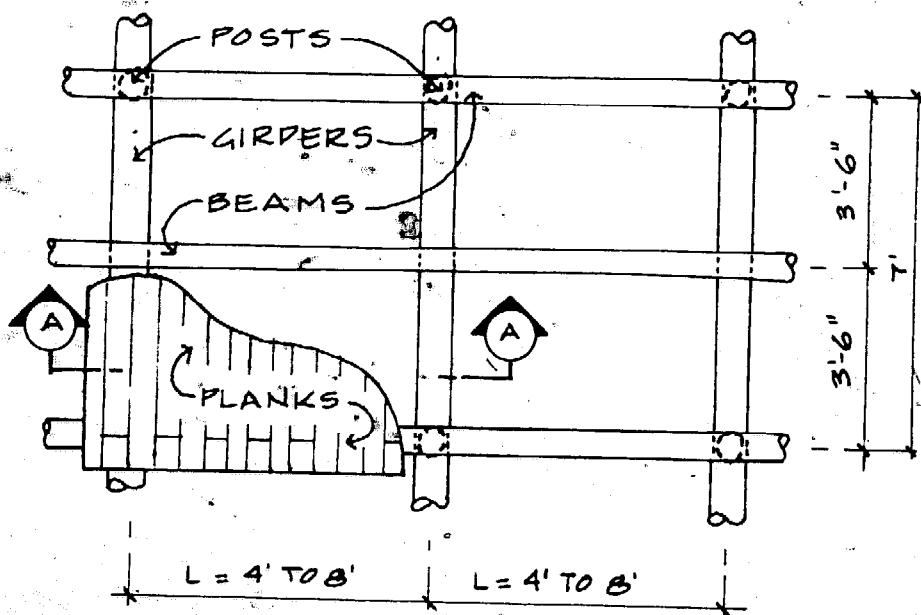 POSTS
GIRDERS
BEAMS
A
A
PLANKS
3'-6"
3'-6"
7'
L = 4' TO 8'
L = 4' TO 8'